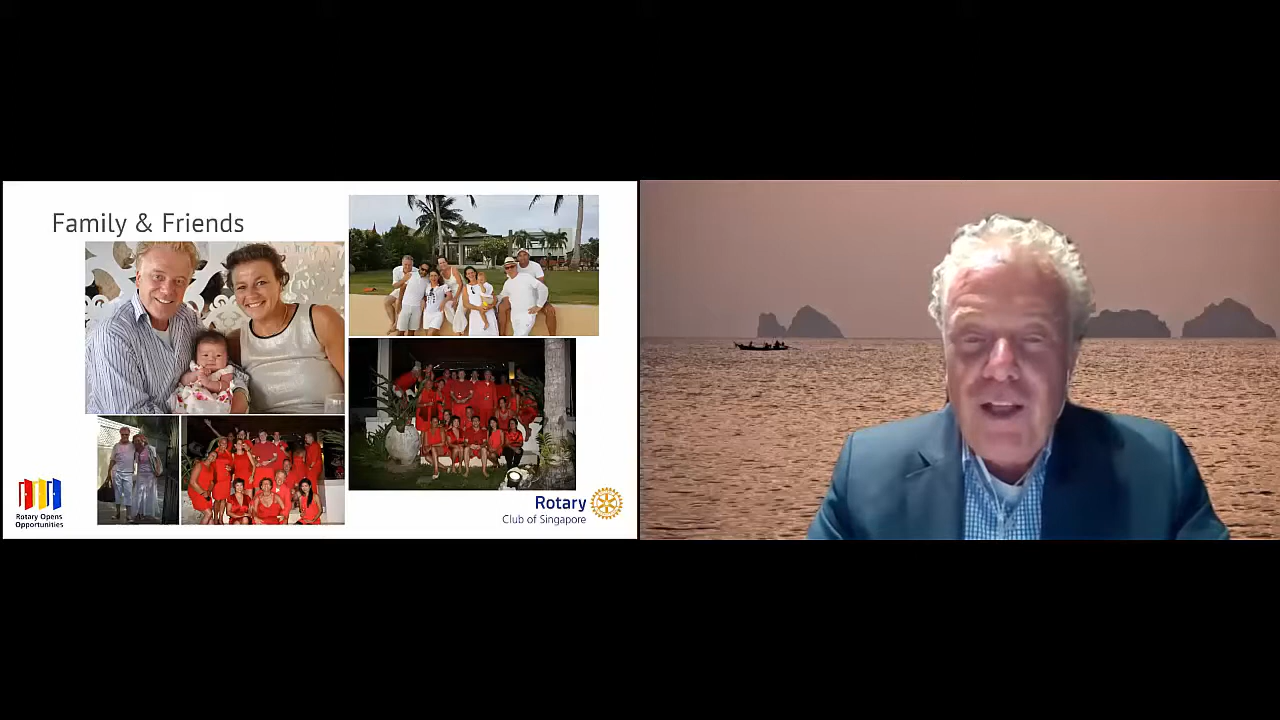 Family & Friends
Rotary Opens
Opportunities
Rotary
Club of Singapore